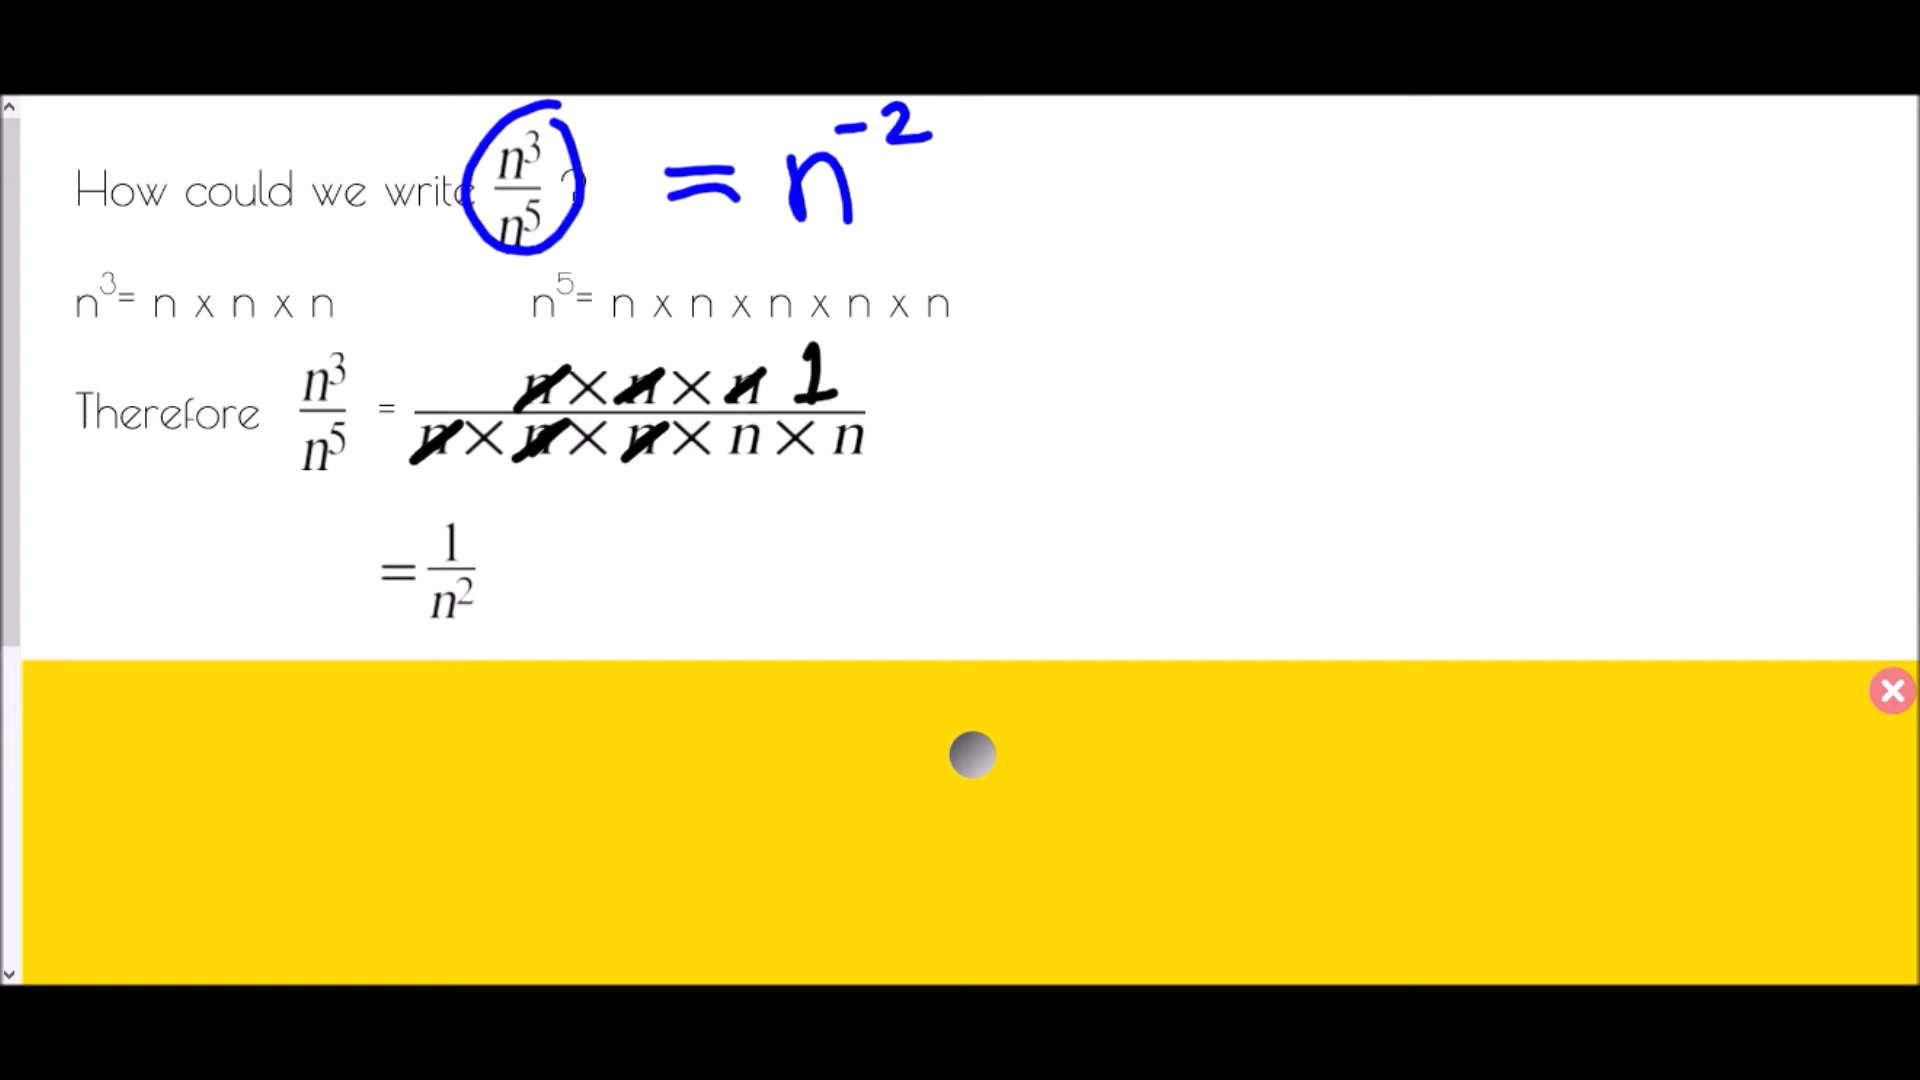 How could we write n³/n⁵ ? = n⁻²
n³= n x n x n n⁵= n x n x n x n x n
Therefore n³/n⁵ = n × n × n 1 / n × n × n × n × n
= 1/n²